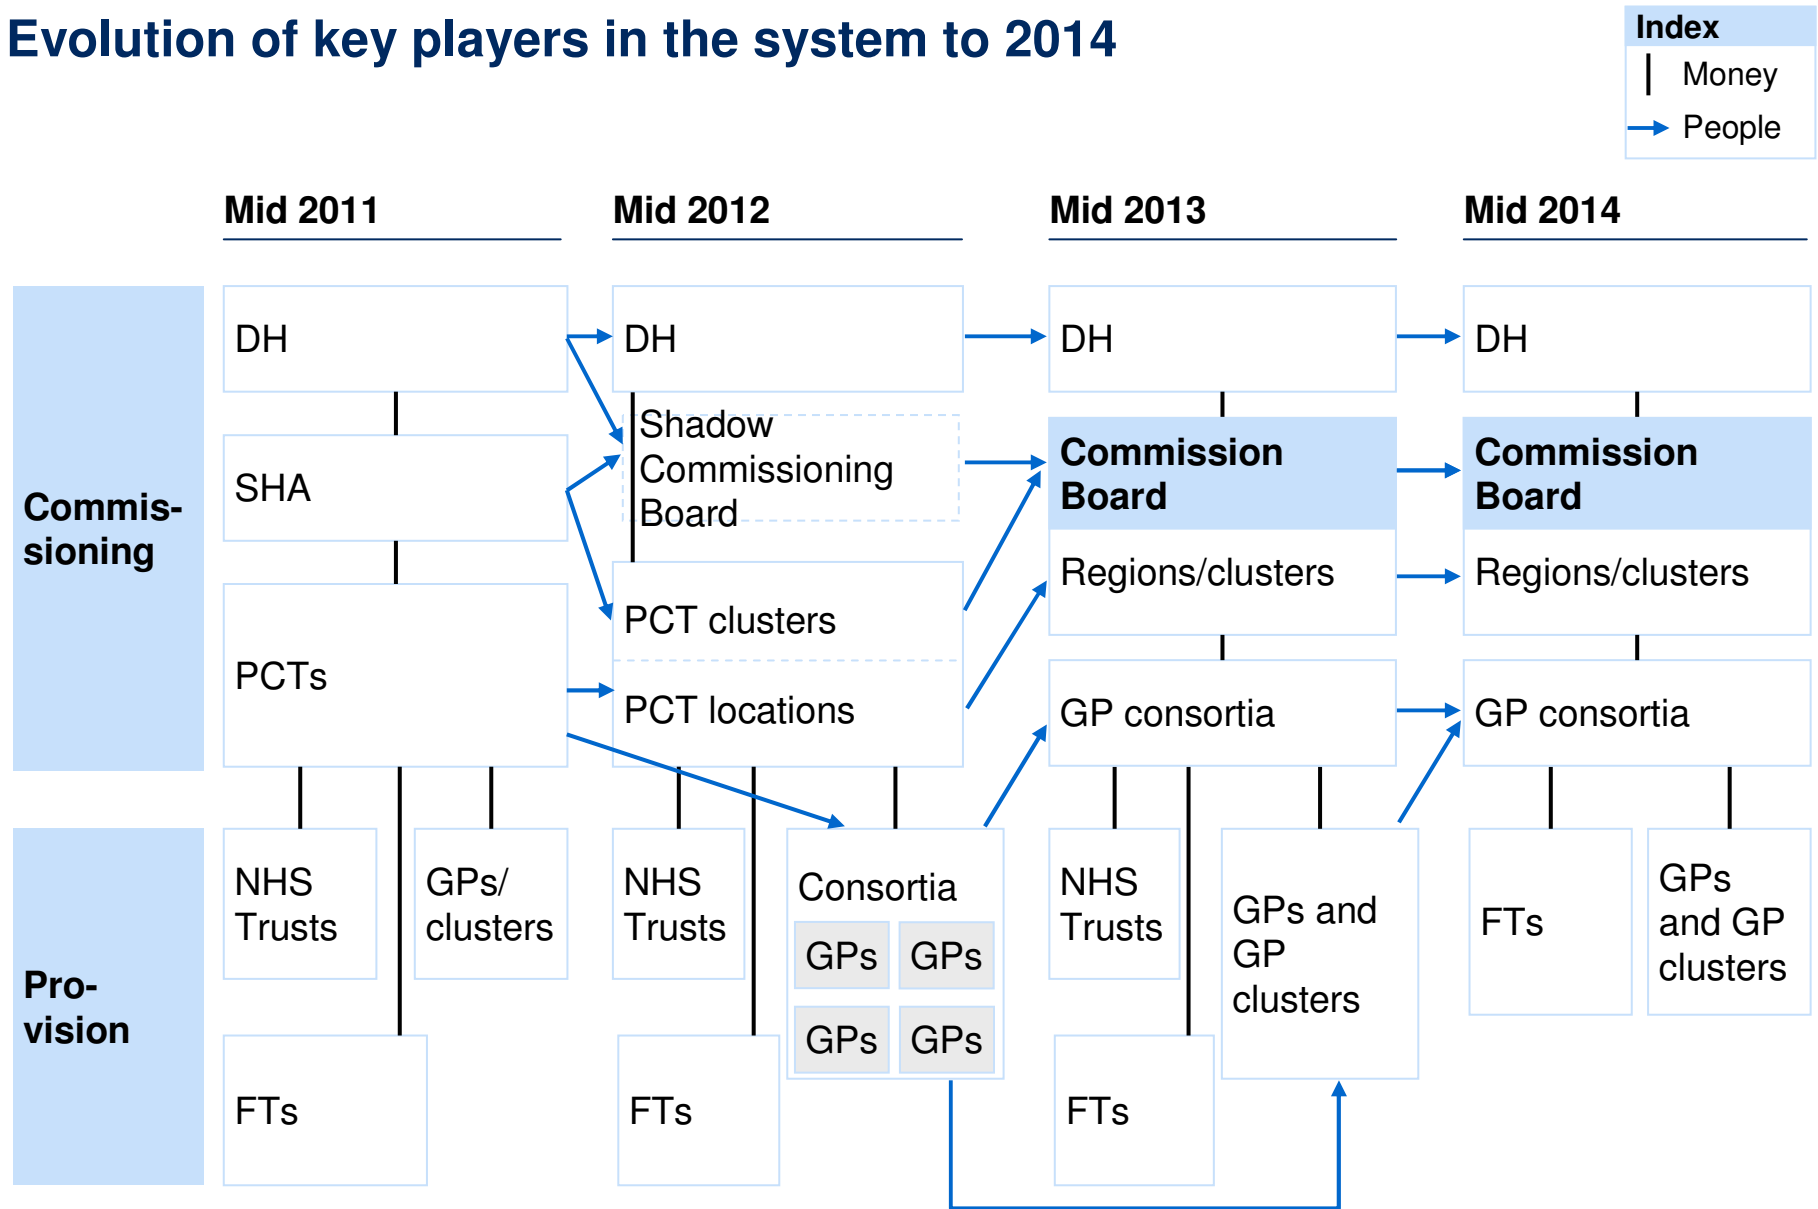 Evolution of key players in the system to 2014
Index
Money
People
Mid 2011
Mid 2012
Mid 2013
Mid 2014
Commis-
sioning
DH
SHA
PCTs
DH
Shadow
Commissioning
Board
PCT clusters
PCT locations
DH
Commission
Board
Regions/clusters
GP consortia
DH
Commission
Board
Regions/clusters
GP consortia
Pro-
vision
NHS
Trusts
GPs/
clusters
FTs
NHS
Trusts
Consortia
GPs
GPs
GPs
GPs
FTs
NHS
Trusts
GPs and
GP
clusters
FTs
FTs
GPs
and GP
clusters